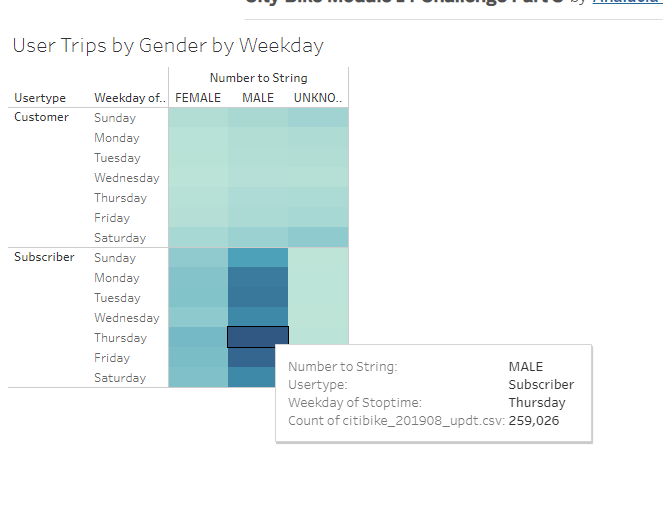 User Trips by Gender by Weekday
Number to String
Usertype Weekday of.. FEMALE MALE UNKNO..
Customer Sunday
Monday
Tuesday
Wednesday
Thursday
Friday
Saturday
Subscriber Sunday
Monday
Tuesday
Wednesday
Thursday
Friday
Saturday
Number to String: MALE
Usertype: Subscriber
Weekday of Stoptime: Thursday
Count of citibike_201908_updt.csv: 259,026